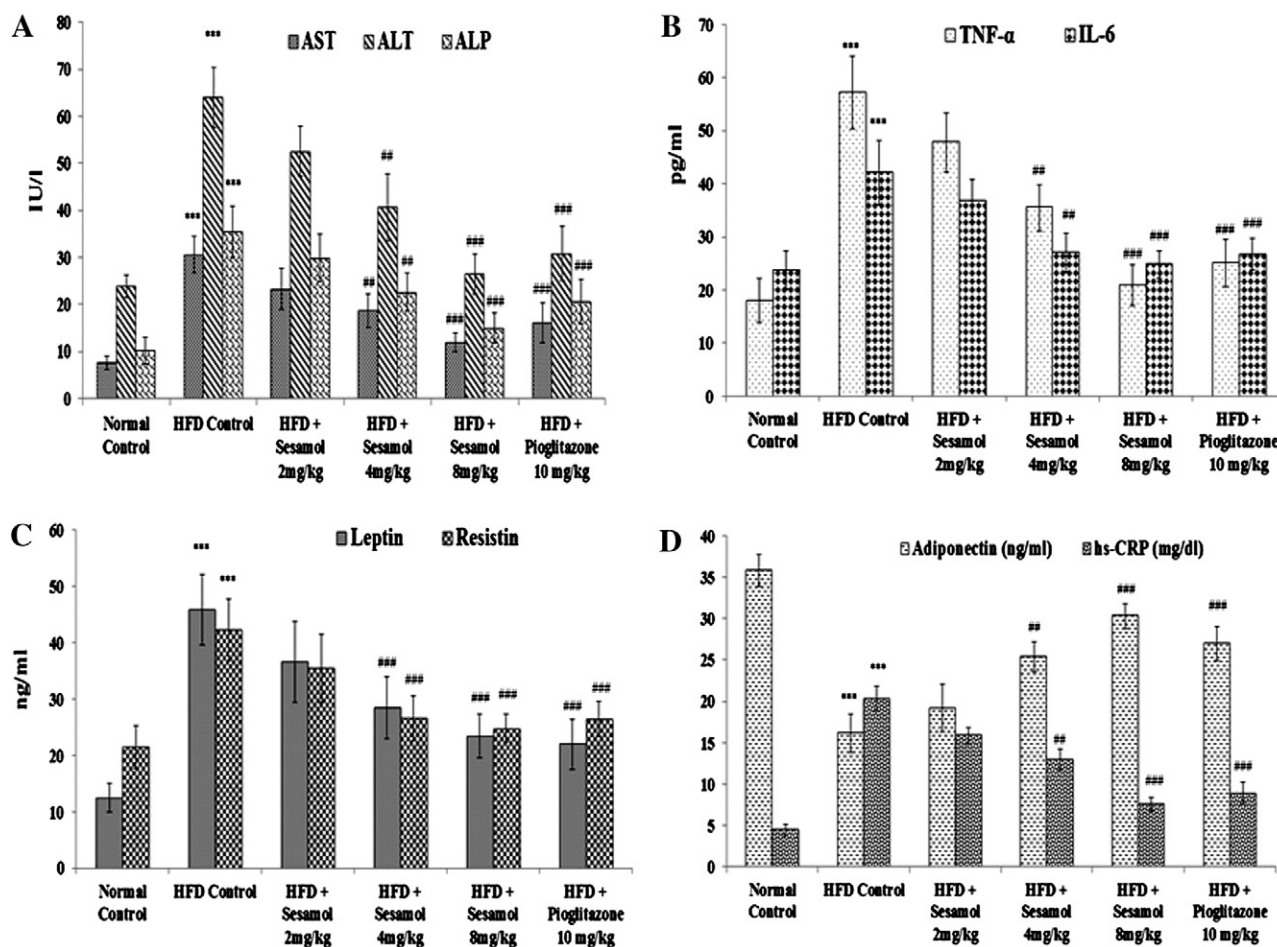 A
80
70
60
50
40
30
20
10
0
IU/l
AST ALT ALP
***
***
***
##
##
##
###
###
###
###
###
###
Normal Control
HFD Control
HFD + Sesamol 2mg/kg
HFD + Sesamol 4mg/kg
HFD + Sesamol 8mg/kg
HFD + Pioglitazone 10 mg/kg
B
70
60
50
40
30
20
10
0
pg/ml
TNF-α IL-6
***
***
##
##
###
###
###
###
Normal Control
HFD Control
HFD + Sesamol 2mg/kg
HFD + Sesamol 4mg/kg
HFD + Sesamol 8mg/kg
HFD + Pioglitazone 10 mg/kg
C
60
50
40
30
20
10
0
ng/ml
Leptin Resistin
***
***
###
###
###
###
###
###
Normal Control
HFD Control
HFD + Sesamol 2mg/kg
HFD + Sesamol 4mg/kg
HFD + Sesamol 8mg/kg
HFD + Pioglitazone 10 mg/kg
D
40
35
30
25
20
15
10
5
0
Adiponectin (ng/ml) hs-CRP (mg/dl)
***
***
##
##
###
###
###
###
Normal Control
HFD Control
HFD + Sesamol 2mg/kg
HFD + Sesamol 4mg/kg
HFD + Sesamol 8mg/kg
HFD + Pioglitazone 10 mg/kg